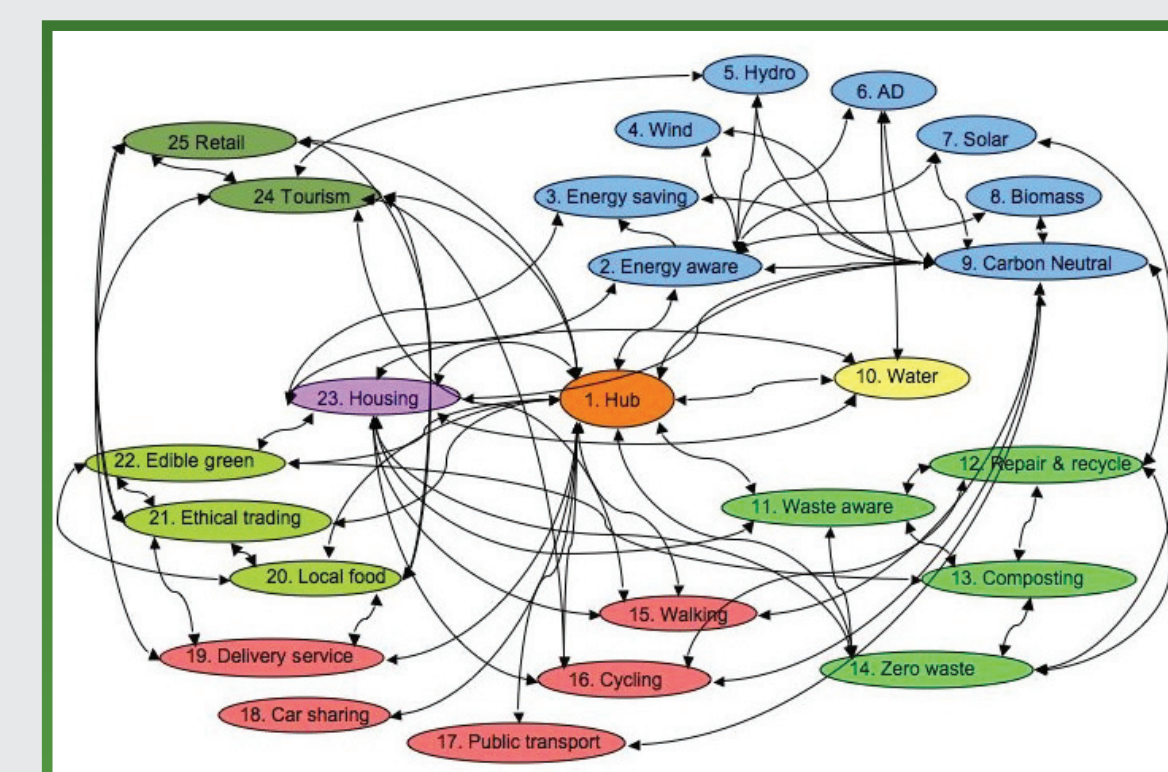 5. Hydro
6. AD
4. Wind
7. Solar
25 Retail
24 Tourism
3. Energy saving
8. Biomass
2. Energy aware
9. Carbon Neutral
10. Water
23. Housing
1. Hub
22. Edible green
12. Repair & recycle
11. Waste aware
21. Ethical trading
20. Local food
13. Composting
15. Walking
19. Delivery service
14. Zero waste
16. Cycling
18. Car sharing
17. Public transport